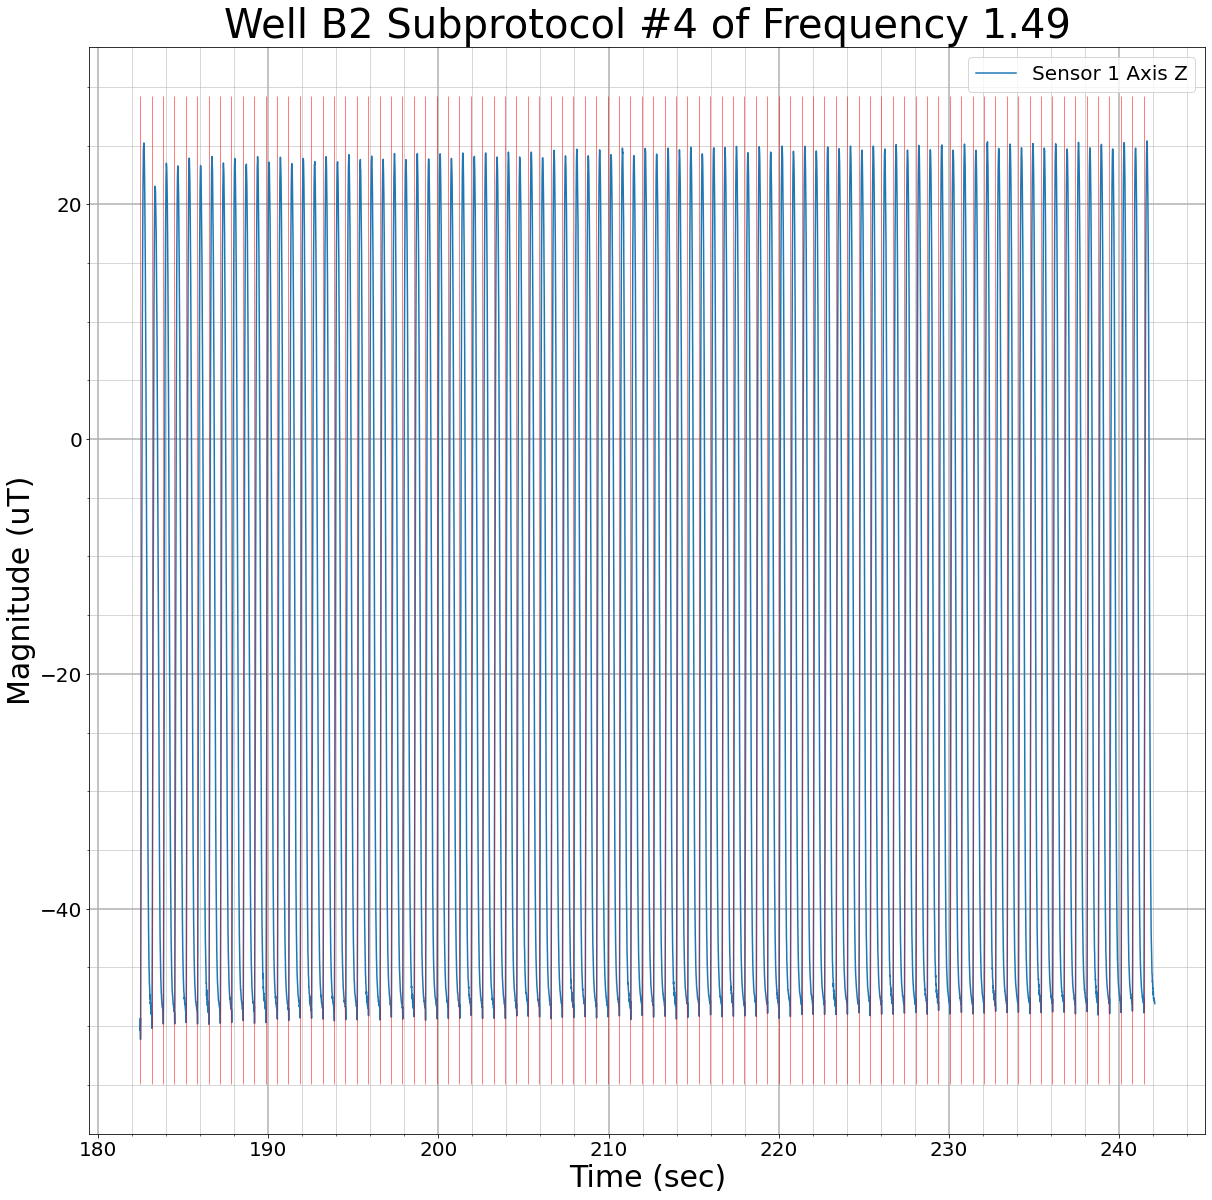 Well B2 Subprotocol #4 of Frequency 1.49
Sensor 1 Axis Z
Magnitude (uT)
20
0
−20
−40
180 190 200 210 220 230 240
Time (sec)